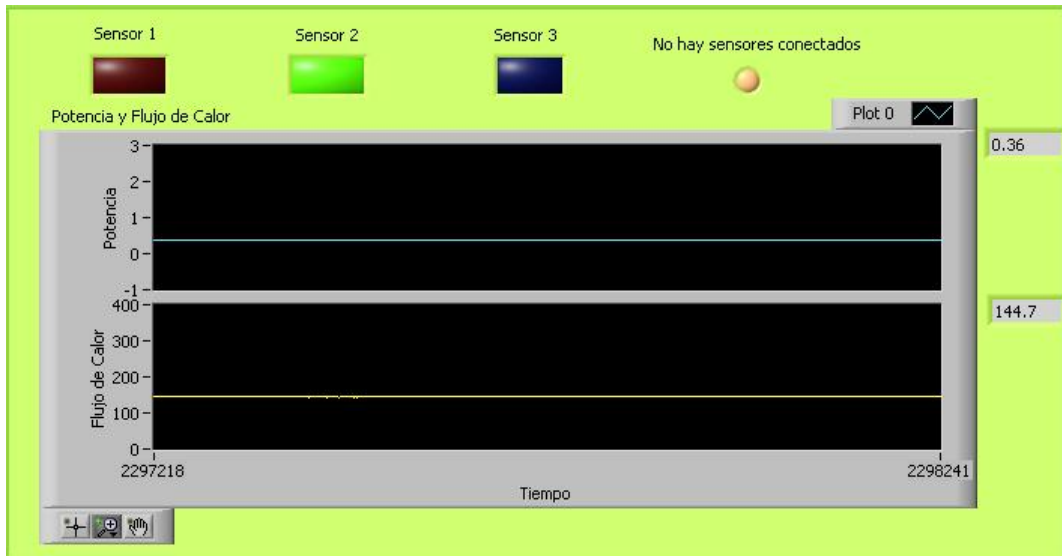 Sensor 1
Sensor 2
Sensor 3
No hay sensores conectados
Potencia y Flujo de Calor
Plot 0
0.36
3
2
1
0
-1
Potencia
144.7
400
300
200
100
0
Flujo de Calor
2297218
2298241
Tiempo